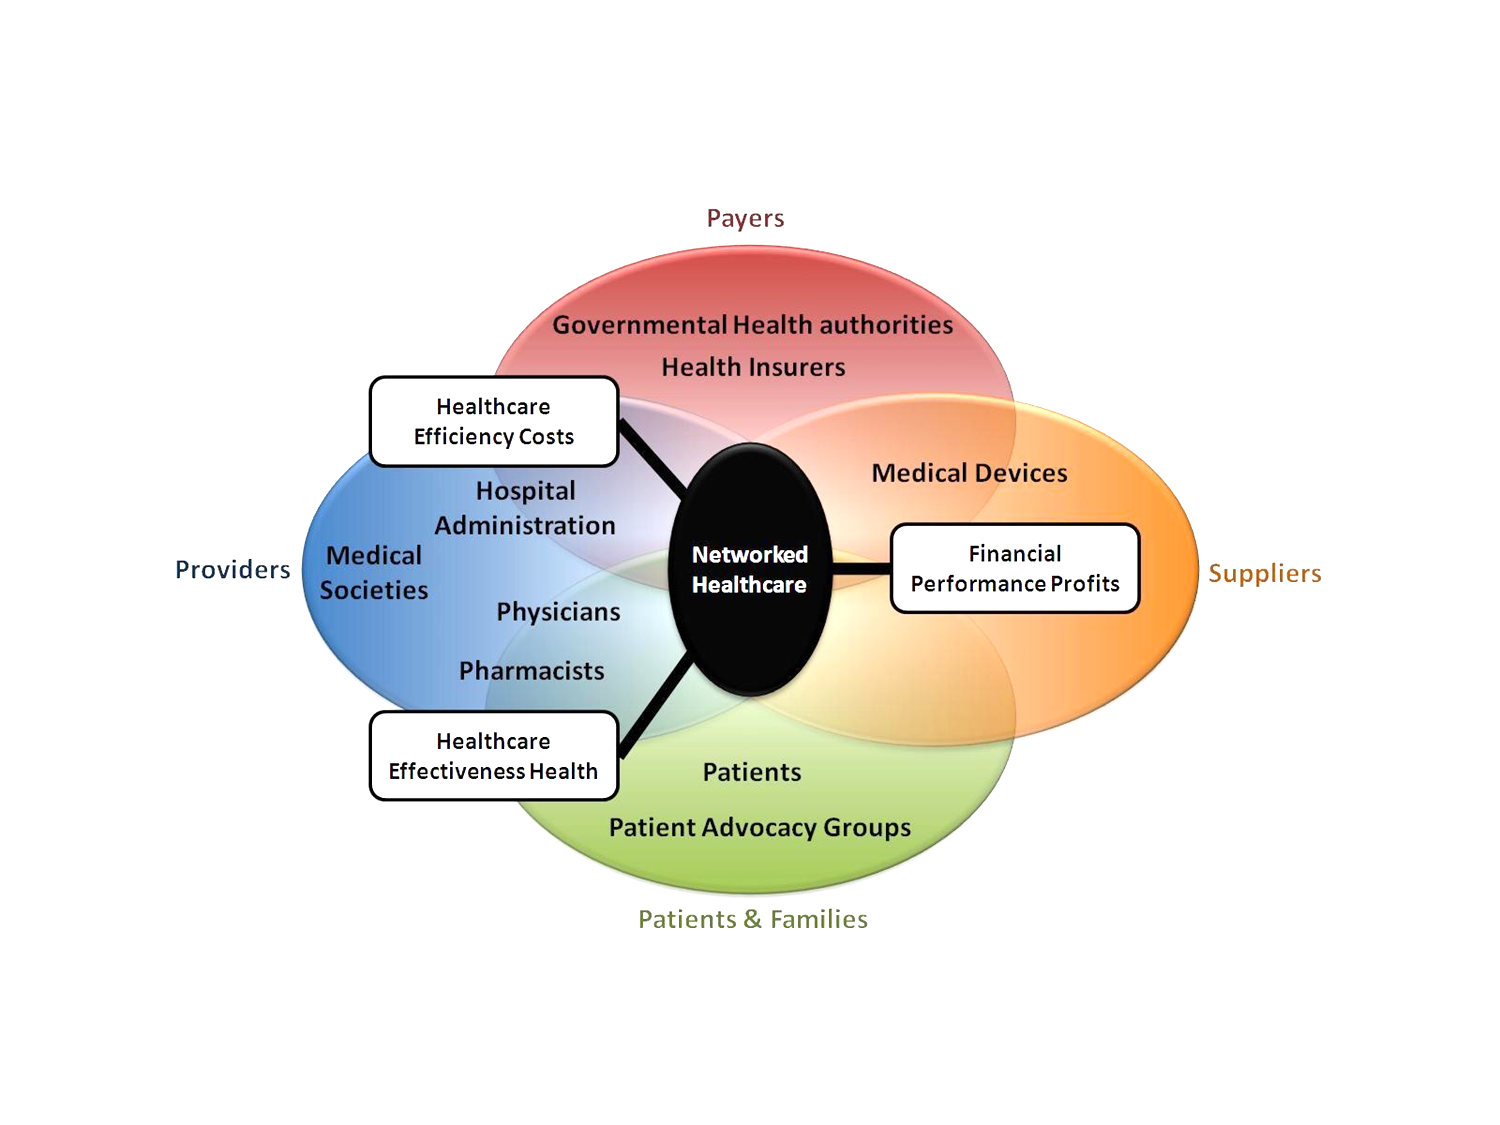 Payers
Governmental Health authorities
Health Insurers
Healthcare
Efficiency Costs
Medical Devices
Hospital
Administration
Medical
Societies
Providers
Networked
Healthcare
Financial
Performance Profits
Suppliers
Physicians
Pharmacists
Healthcare
Effectiveness Health
Patients
Patient Advocacy Groups
Patients & Families